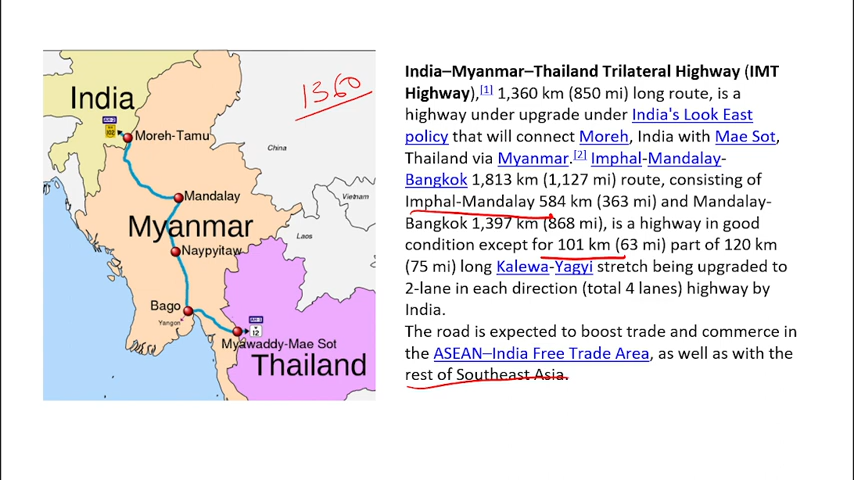 1360
India
AH-2
102
Moreh-Tamu
China
Mandalay
Vietnam
Myanmar
Laos
Naypyitaw
Bago
Yangon
AH-1
12
Myawaddy-Mae Sot
Thailand
India–Myanmar–Thailand Trilateral Highway (IMT
Highway),[1] 1,360 km (850 mi) long route, is a
highway under upgrade under India's Look East
policy that will connect Moreh, India with Mae Sot,
Thailand via Myanmar.[2] Imphal-Mandalay-
Bangkok 1,813 km (1,127 mi) route, consisting of
Imphal-Mandalay 584 km (363 mi) and Mandalay-
Bangkok 1,397 km (868 mi), is a highway in good
condition except for 101 km (63 mi) part of 120 km
(75 mi) long Kalewa-Yagyi stretch being upgraded to
2-lane in each direction (total 4 lanes) highway by
India.
The road is expected to boost trade and commerce in
the ASEAN–India Free Trade Area, as well as with the
rest of Southeast Asia.